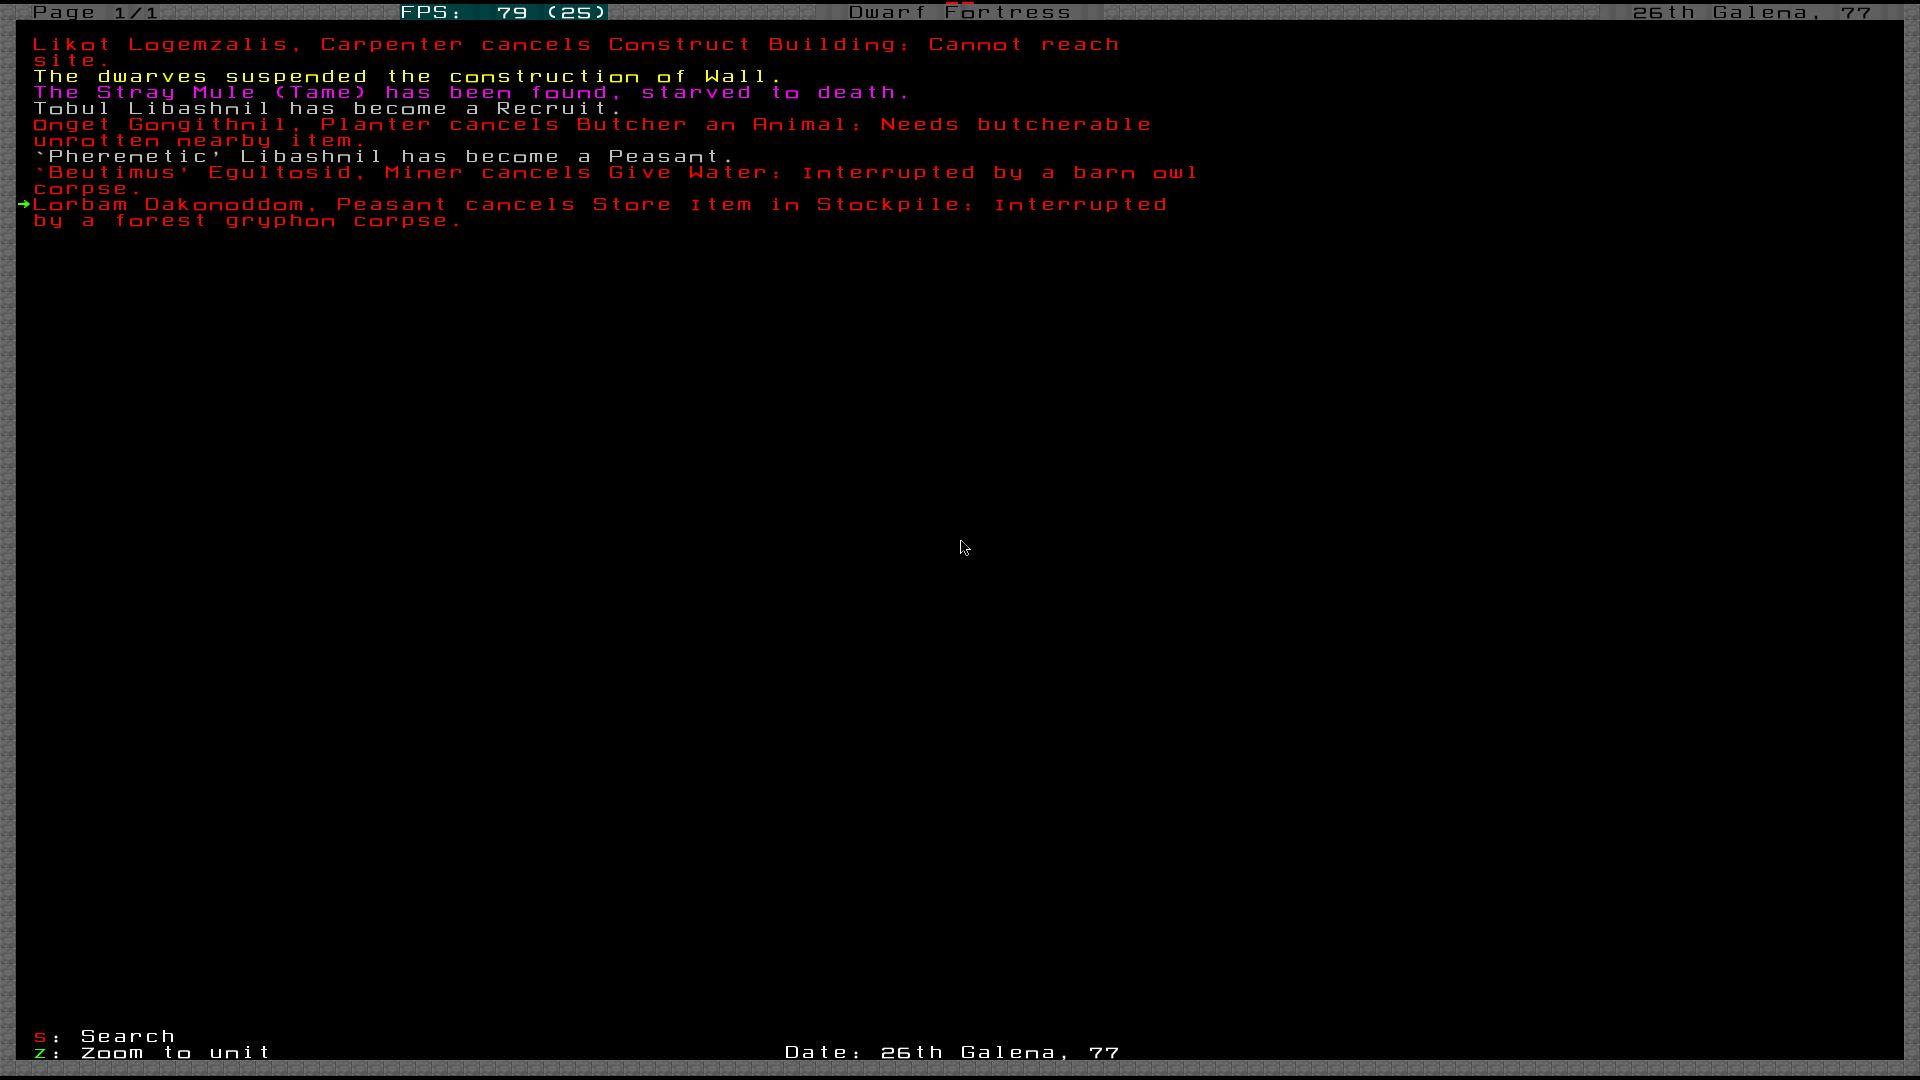 Page 1/1 FPS: 79 (25) Dwarf Fortress 26th Galena, 77
Likot Logemzalis, Carpenter cancels Construct Building: Cannot reach
site.
The dwarves suspended the construction of Wall.
The Stray Mule (Tame) has been found, starved to death.
Tobul Libashnil has become a Recruit.
Onget Gongithnil, Planter cancels Butcher an Animal: Needs butcherable
unrotten nearby item.
`Pherenetic' Libashnil has become a Peasant.
`Beutimus' Egultosid, Miner cancels Give Water: Interrupted by a barn owl
corpse.
→Lorbam Dakonoddom, Peasant cancels Store Item in Stockpile: Interrupted
by a forest gryphon corpse.
s: Search
z: Zoom to unit Date: 26th Galena, 77